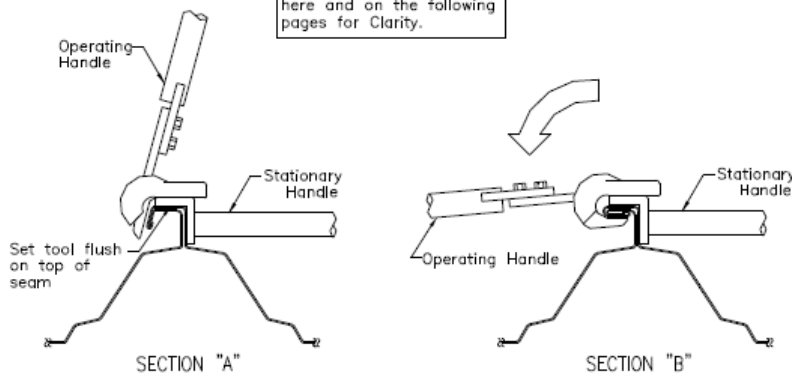 here and on the following
pages for Clarity.
Operating
Handle
Stationary
Handle
Set tool flush
on top of
seam
SECTION "A"
Stationary
Handle
Operating Handle
SECTION "B"